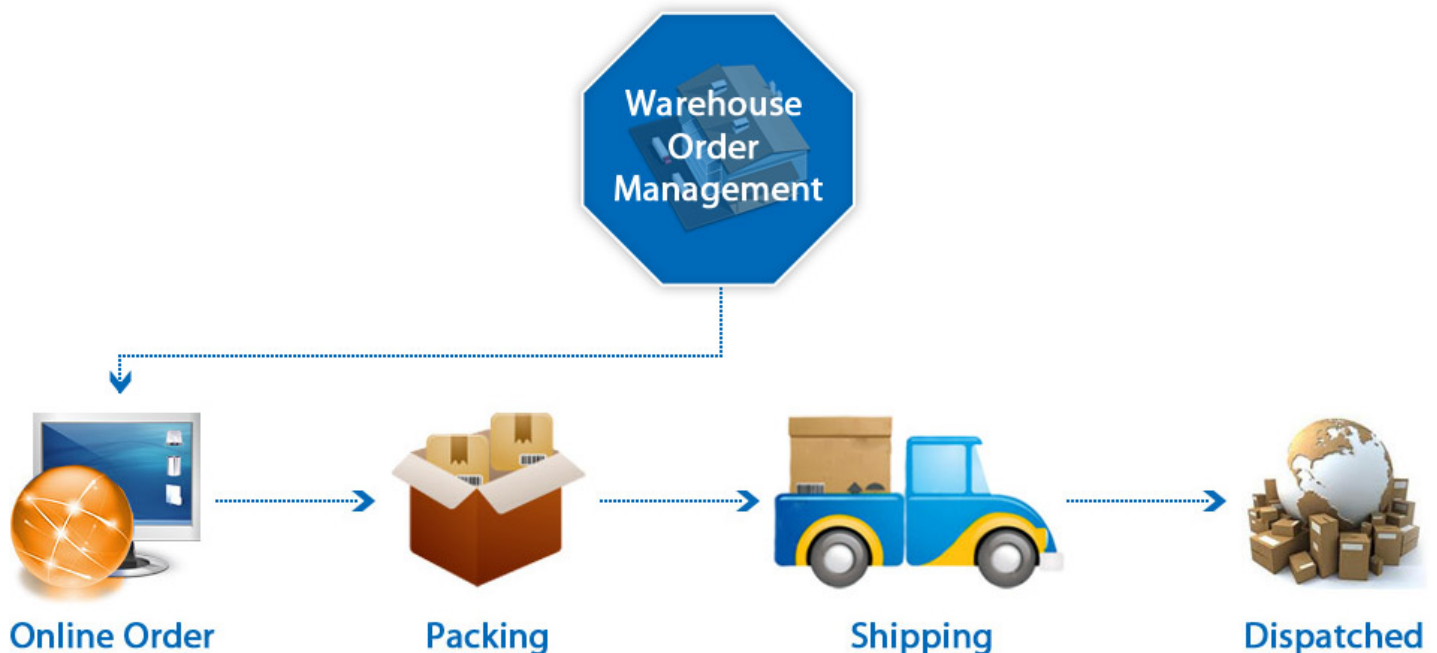 Warehouse
Order
Management
Online Order
Packing
Shipping
Dispatched